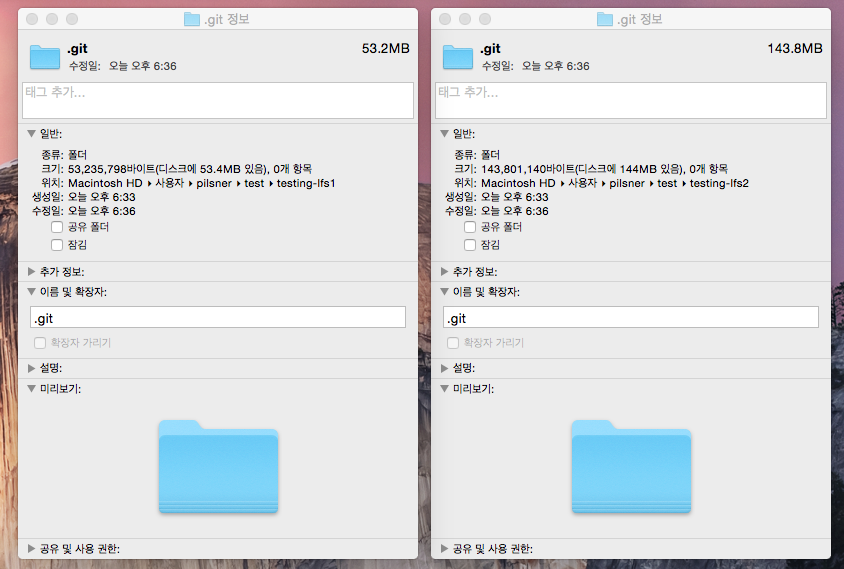 .git 정보
.git 53.2MB
수정일: 오늘 오후 6:36
태그 추가...
일반:
종류: 폴더
크기: 53,235,798바이트(디스크에 53.4MB 있음), 0개 항목
위치: Macintosh HD ▸ 사용자 ▸ pilsner ▸ test ▸ testing-lfs1
생성일: 오늘 오후 6:33
수정일: 오늘 오후 6:36
공유 폴더
잠김
추가 정보:
이름 및 확장자:
.git
확장자 가리기
설명:
미리보기:
공유 및 사용 권한:
.git 정보
.git 143.8MB
수정일: 오늘 오후 6:36
태그 추가...
일반:
종류: 폴더
크기: 143,801,140바이트(디스크에 144MB 있음), 0개 항목
위치: Macintosh HD ▸ 사용자 ▸ pilsner ▸ test ▸ testing-lfs2
생성일: 오늘 오후 6:33
수정일: 오늘 오후 6:36
공유 폴더
잠김
추가 정보:
이름 및 확장자:
.git
확장자 가리기
설명:
미리보기:
공유 및 사용 권한: